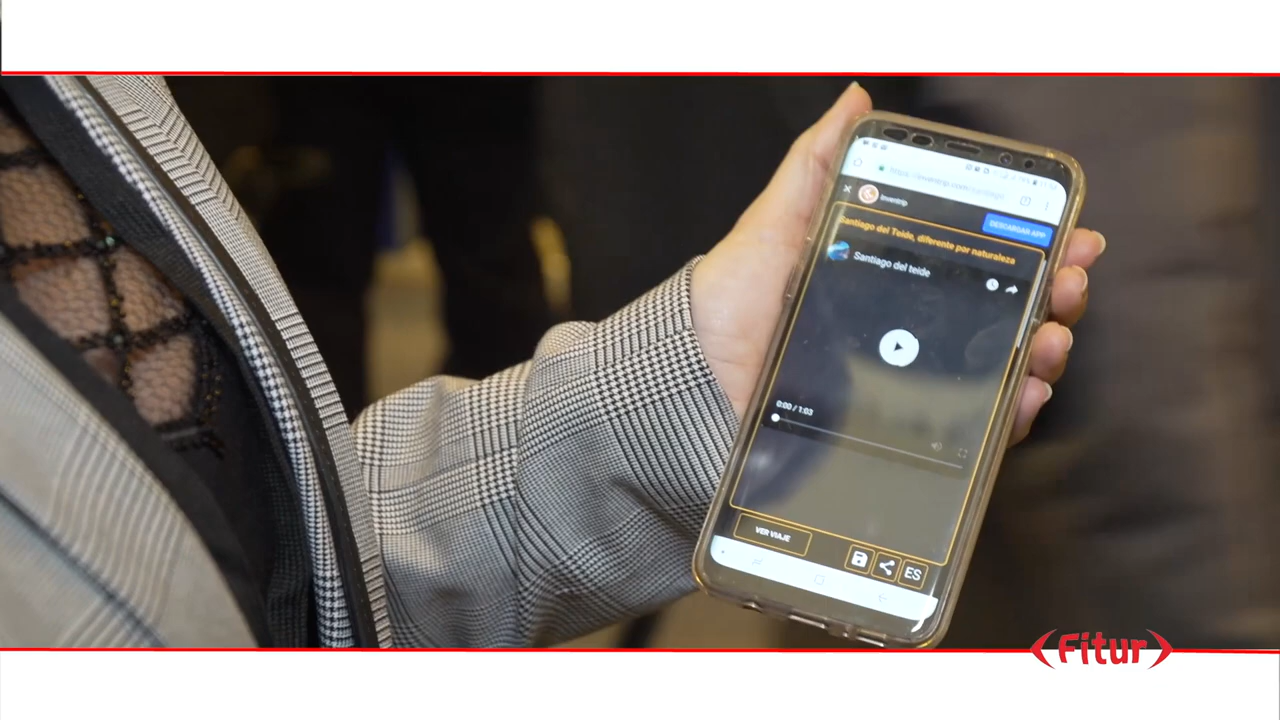 Inventrip
DESCARGAR APP
Santiago del Teide, diferente por naturaleza
Santiago del teide
0:00 / 1:03
VER VIAJE
ES
Fitur